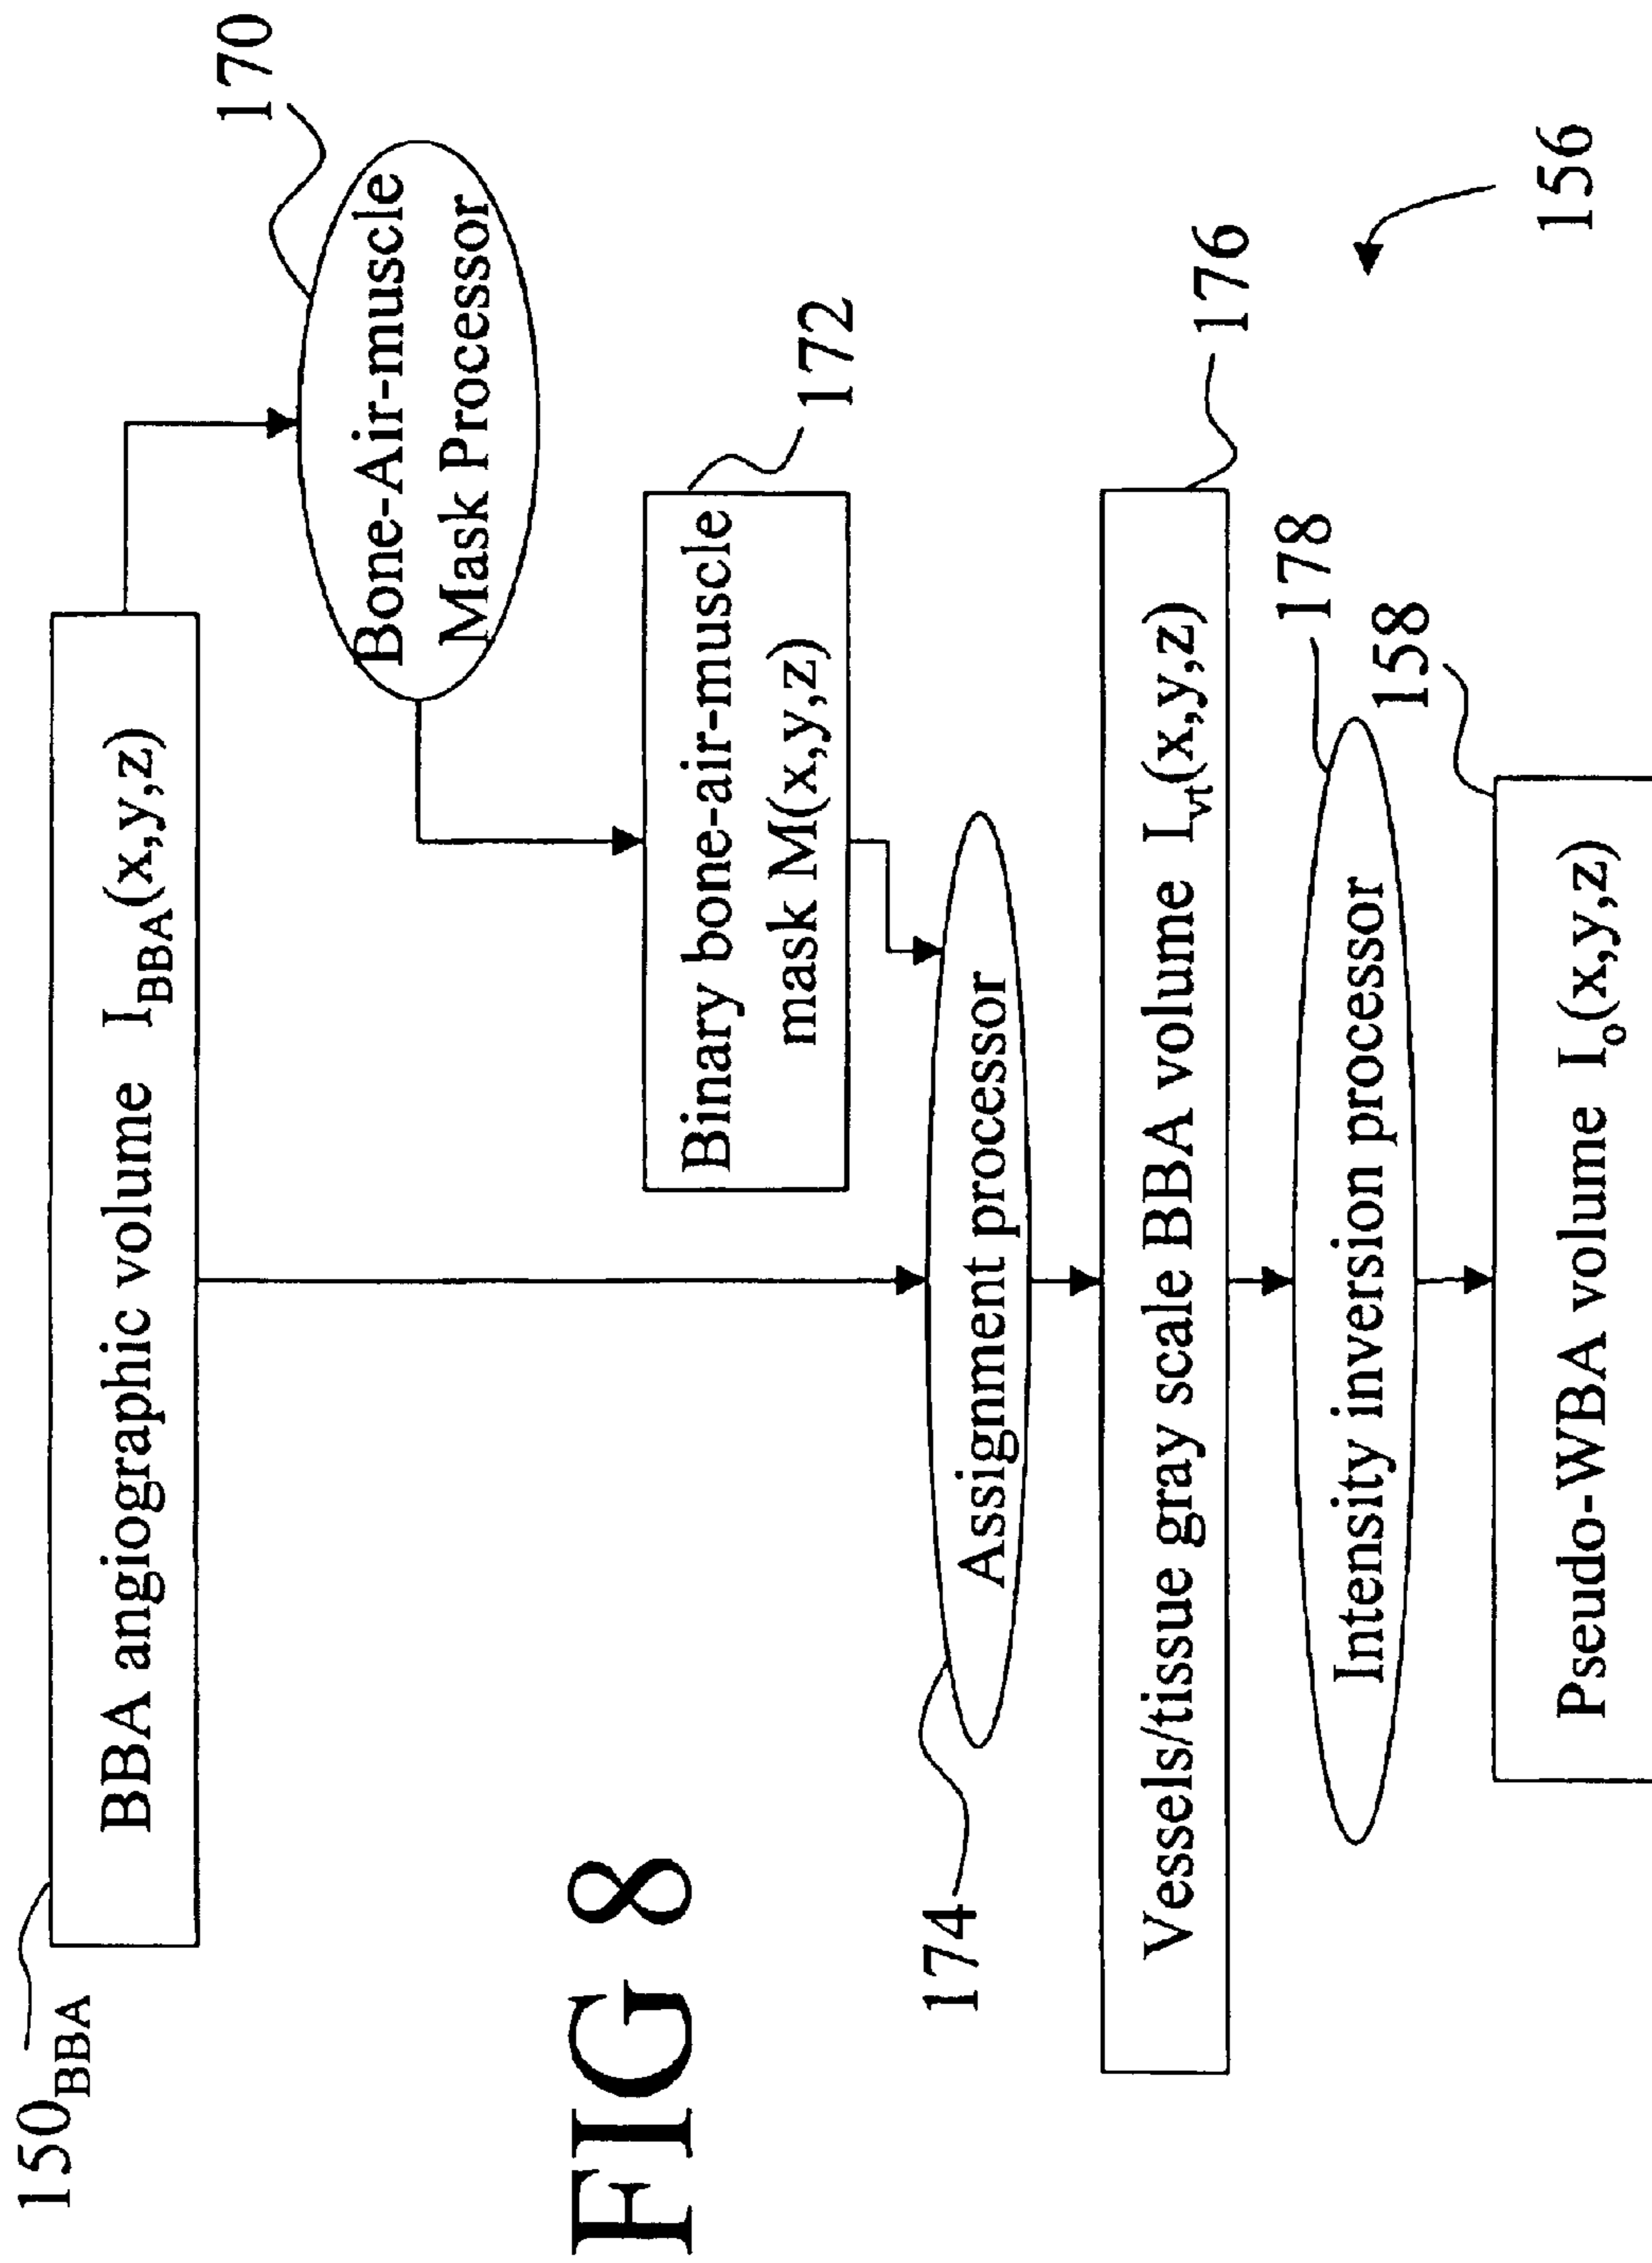 150BBA
BBA angiographic volume IBBA(x,y,z)
170
Bone-Air-muscle
Mask Processor
FIG 8
Binary bone-air-muscle
mask M(x,y,z)
172
174
Assignment processor
Vessels/tissue gray scale BBA volume Ivt(x,y,z)
176
Intensity inversion processor
178
158
Pseudo-WBA volume Io(x,y,z)
156